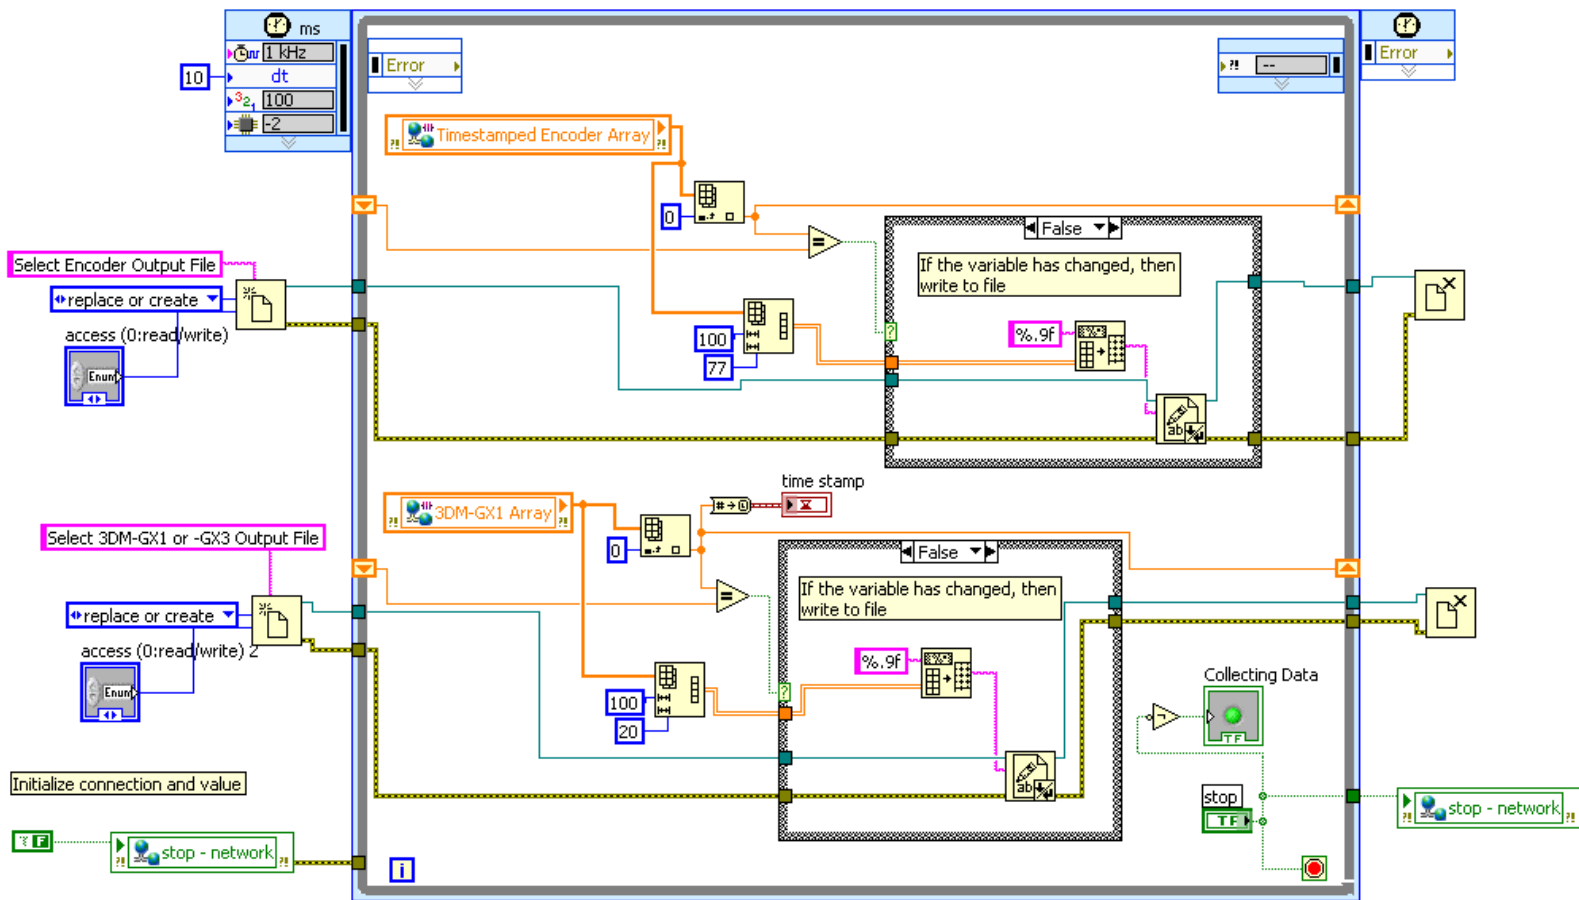 ms
1 kHz
10
dt
100
-2
Error
?!
--
Error
?! Timestamped Encoder Array ?!
0
=
False
Select Encoder Output File
If the variable has changed, then
write to file
replace or create
access (0:read/write)
Enum
?
100
77
%.9f
ab
time stamp
?! 3DM-GX1 Array ?!
Select 3DM-GX1 or -GX3 Output File
0
False
=
If the variable has changed, then
write to file
replace or create
access (0:read/write) 2
Enum
%.9f
?
100
20
Collecting Data
TF
ab
Initialize connection and value
stop
TF
stop - network
?!
F
stop - network
?!
i